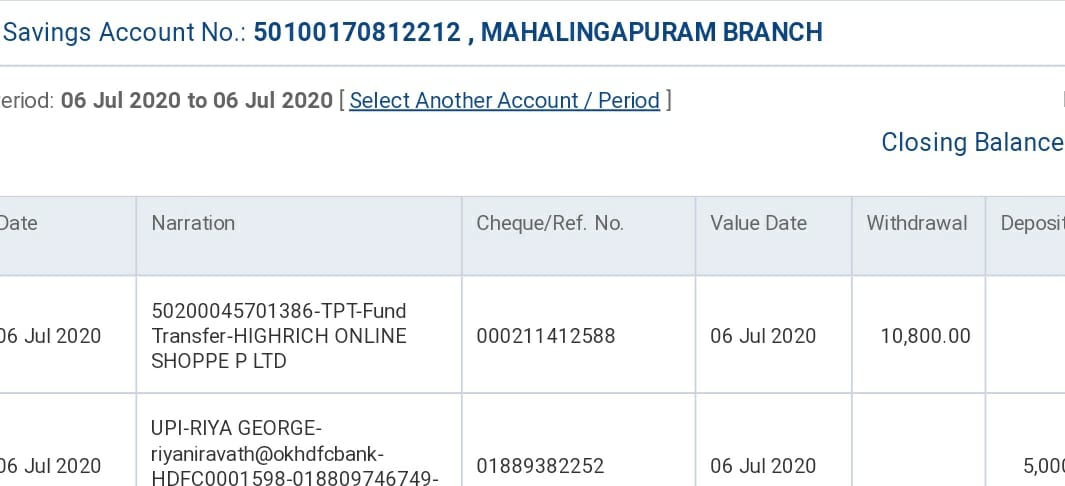 Savings Account No.: 50100170812212 , MAHALINGAPURAM BRANCH
eriod: 06 Jul 2020 to 06 Jul 2020 [ Select Another Account / Period ]
Closing Balance
Date Narration Cheque/Ref. No. Value Date Withdrawal Deposit
50200045701386-TPT-Fund
06 Jul 2020 Transfer-HIGHRICH ONLINE 000211412588 06 Jul 2020 10,800.00
SHOPPE P LTD
UPI-RIYA GEORGE-
riyaniravath@okhdfcbank-
06 Jul 2020 HDFC0001598-018809746749- 01889382252 06 Jul 2020 5,000